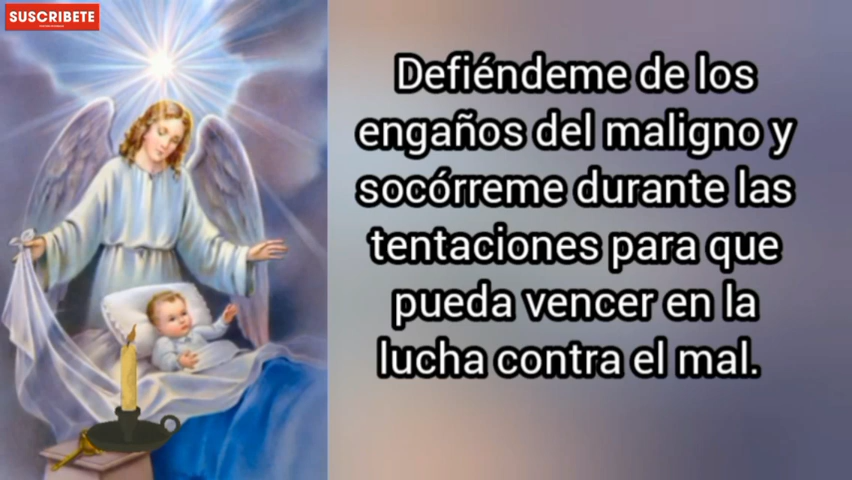 SUSCRIBETE
Defiéndeme de los
engaños del maligno y
socórreme durante las
tentaciones para que
pueda vencer en la
lucha contra el mal.